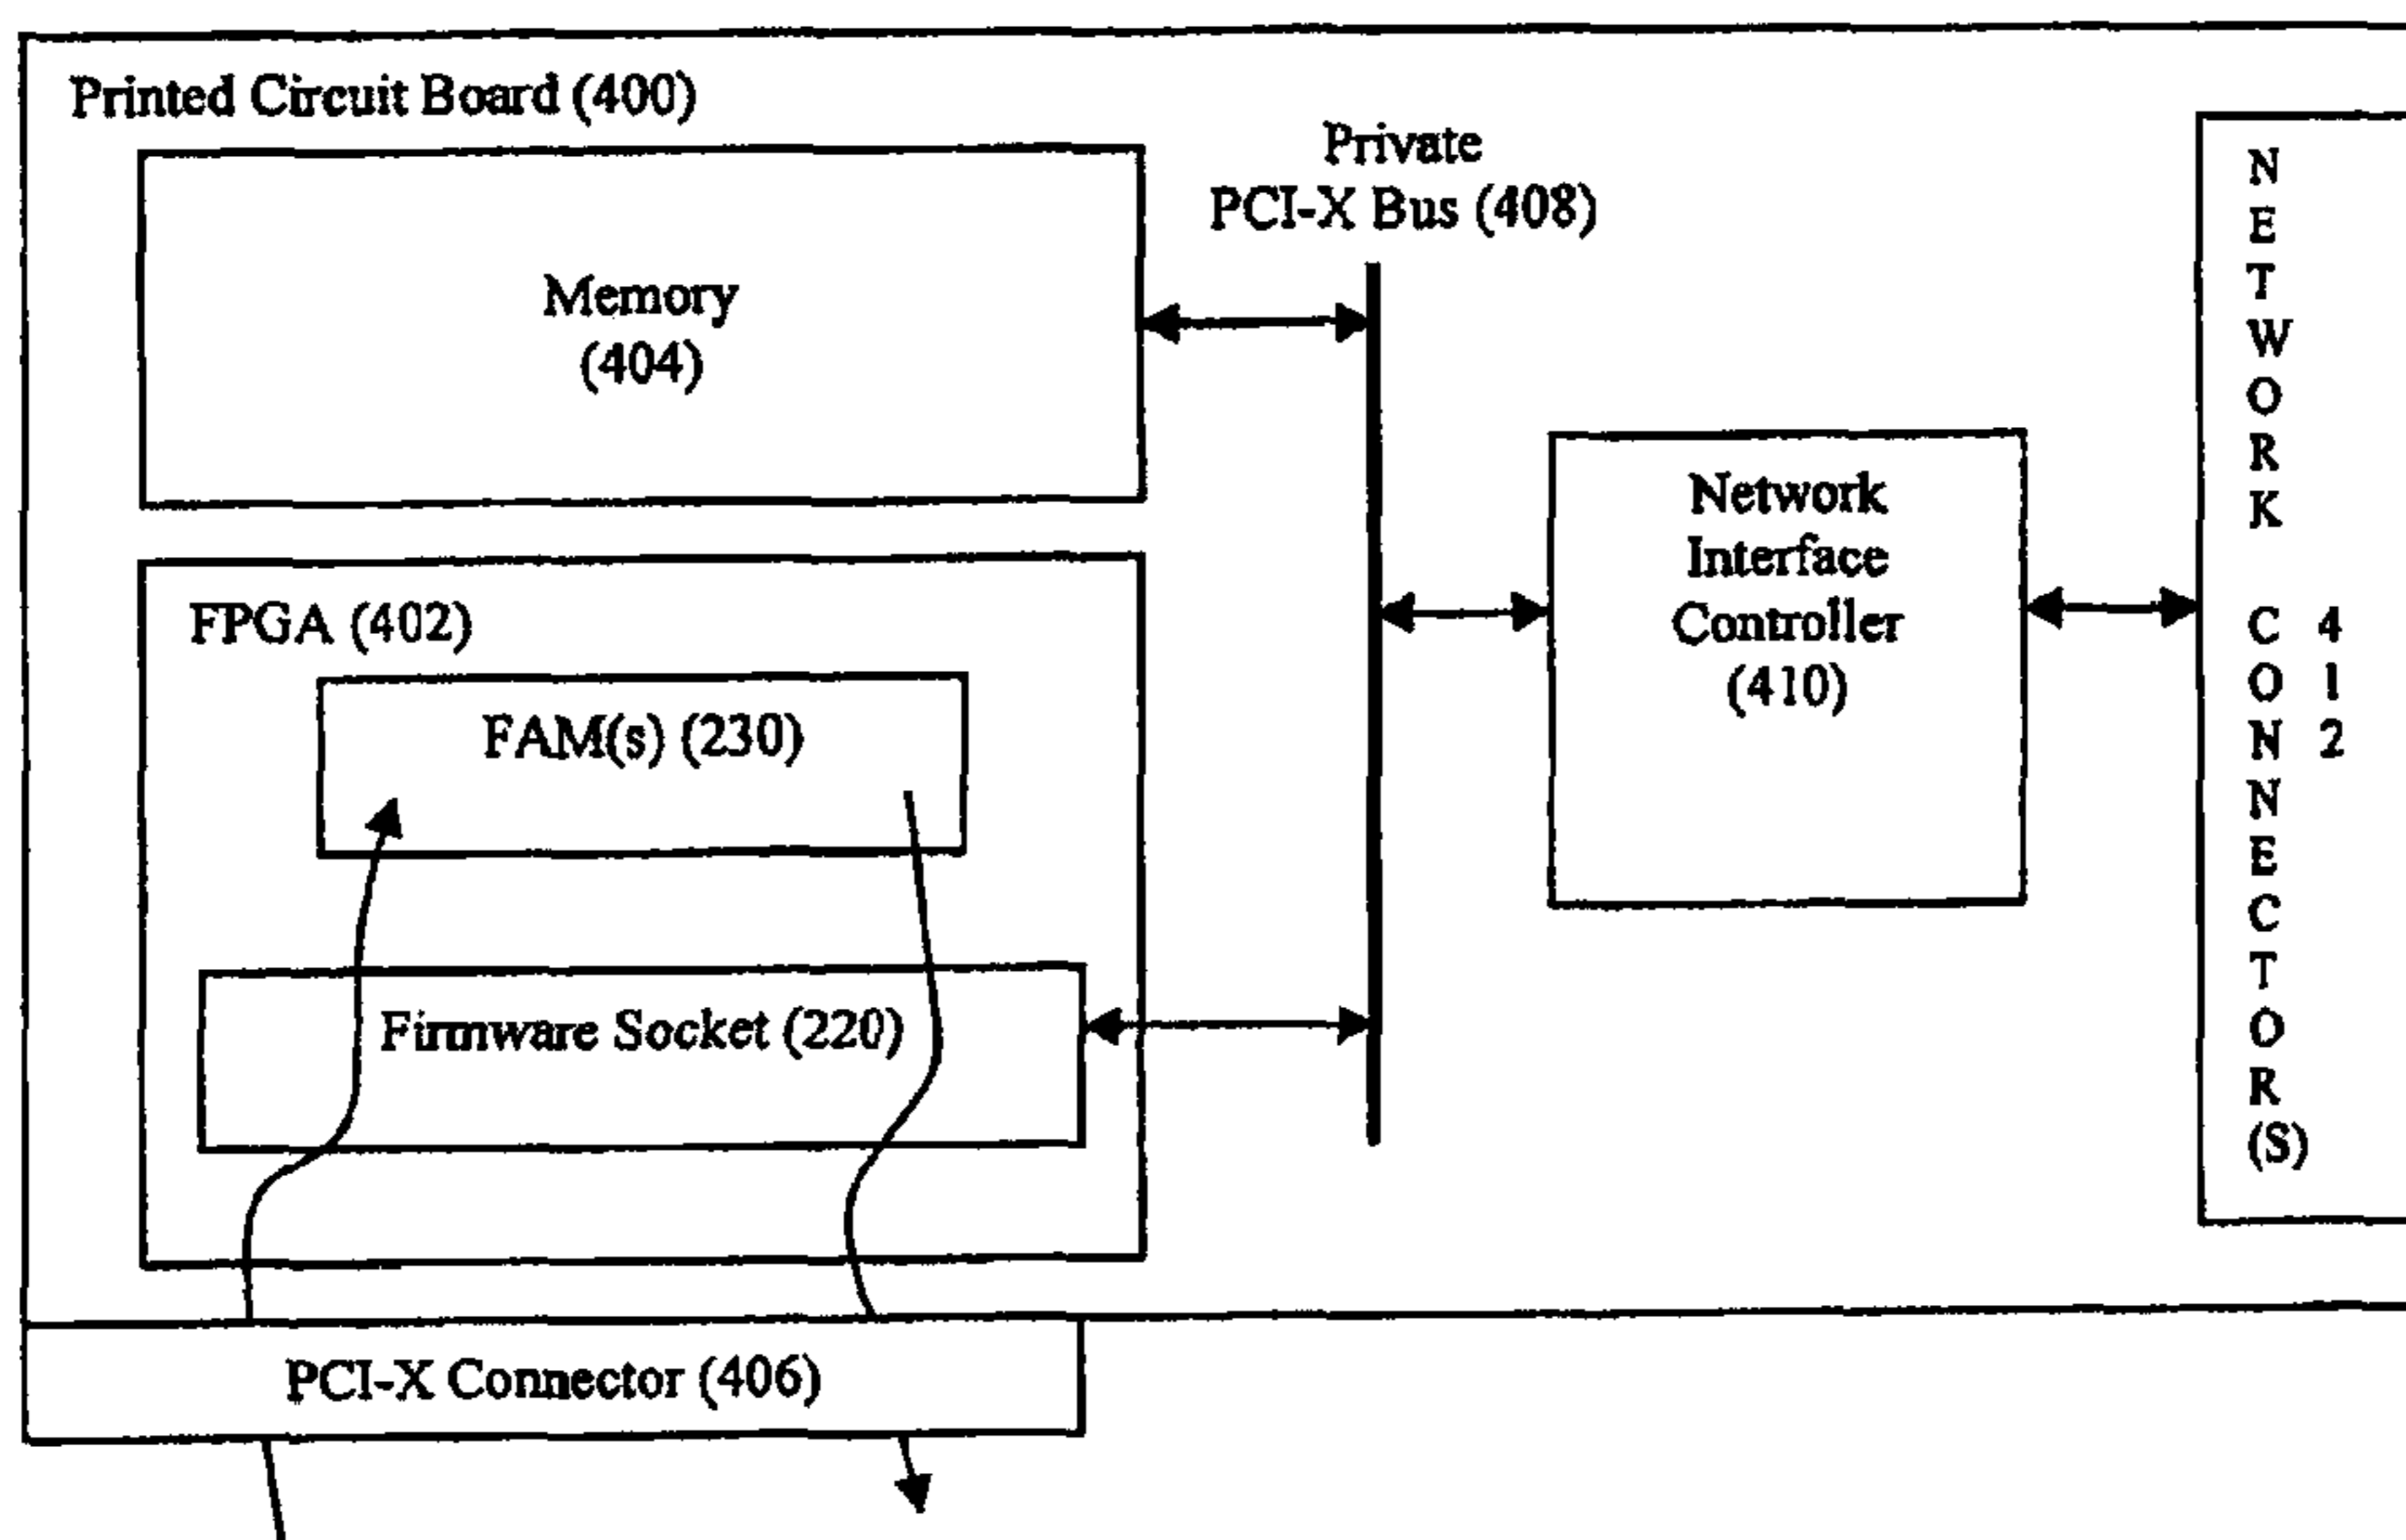 Printed Circuit Board (400)
Private
PCI-X Bus (408)
Memory
(404)
Network
Interface
Controller
(410)
FPGA (402)
FAM(s) (230)
Firmware Socket (220)
PCI-X Connector (406)
NETWORK CONNECTOR(S)
412